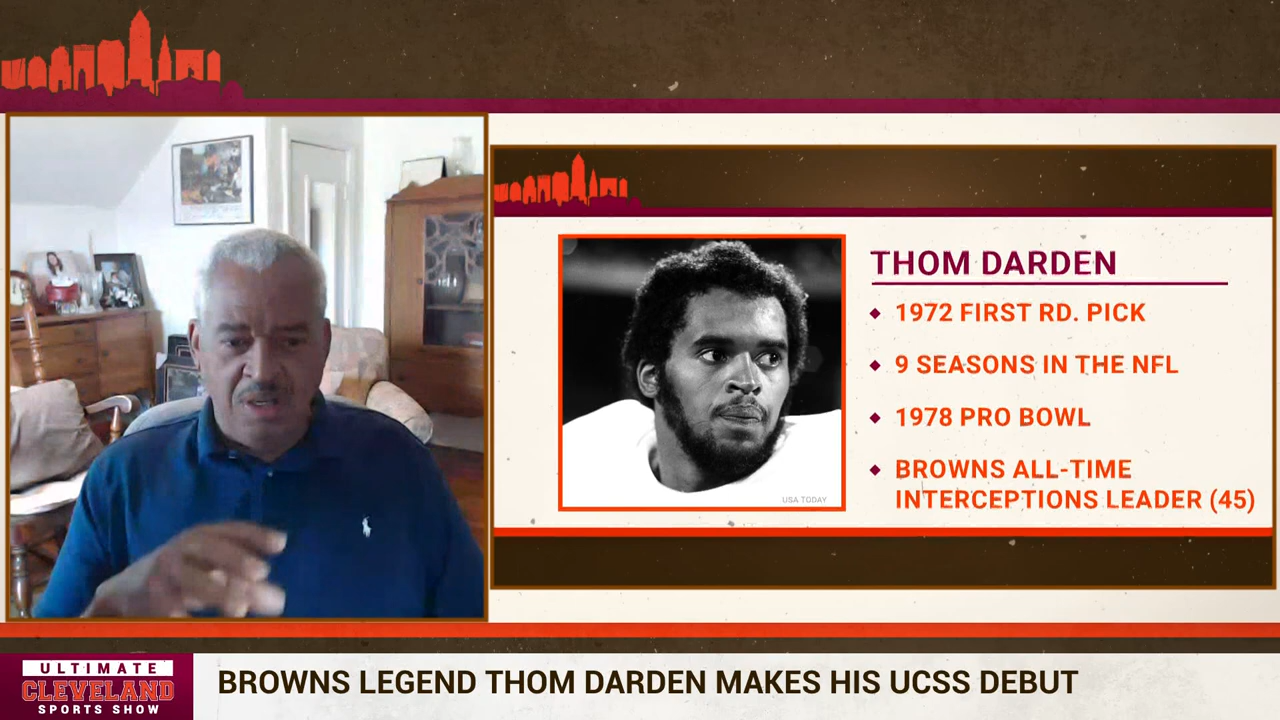 THOM DARDEN
1972 FIRST RD. PICK
9 SEASONS IN THE NFL
1978 PRO BOWL
BROWNS ALL-TIME
INTERCEPTIONS LEADER (45)
USA TODAY
ULTIMATE
CLEVELAND
SPORTS SHOW
BROWNS LEGEND THOM DARDEN MAKES HIS UCSS DEBUT